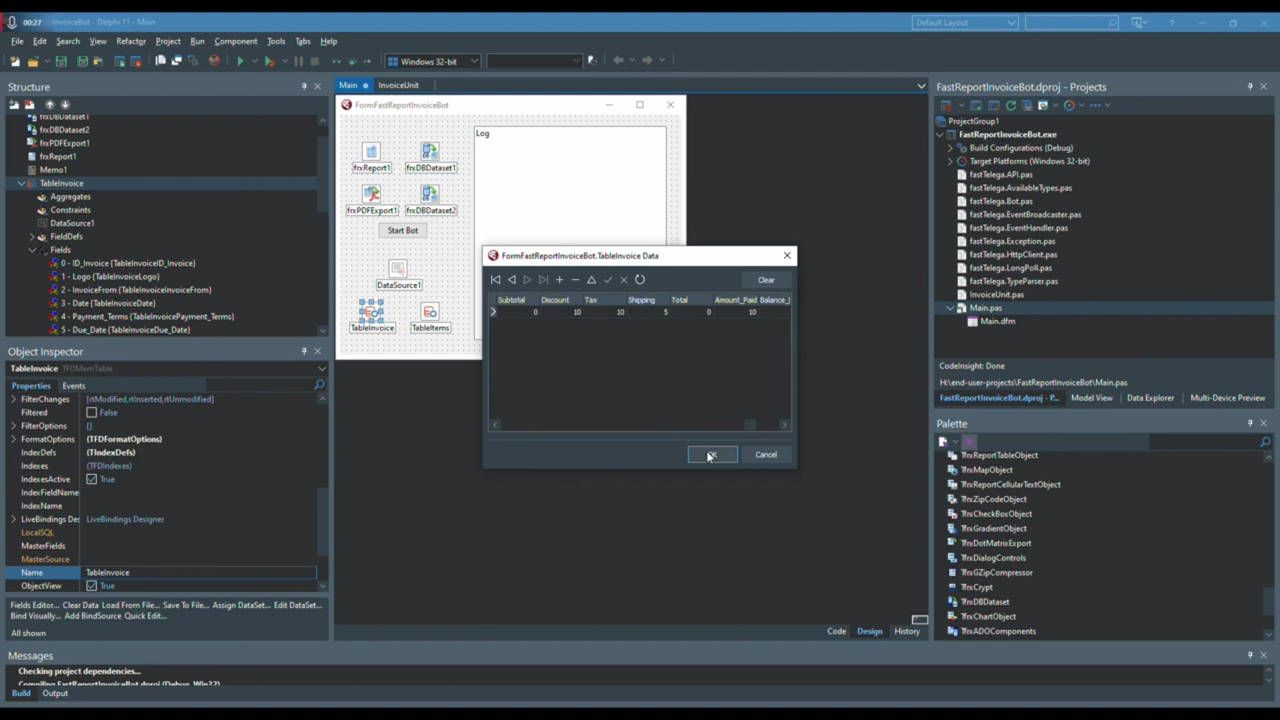 00:27
InvoiceBot - Delphi 11 - Main
Default Layout
File Edit Search View Refactor Project Run Component Tools Tabs Help
Windows 32-bit
Structure
frxDBDataset1
frxDBDataset2
frxPDFExport1
frxReport1
Memo1
TableInvoice
Aggregates
Constraints
DataSource1
FieldDefs
Fields
0 - ID_Invoice {TableInvoiceID_Invoice}
1 - Logo {TableInvoiceLogo}
2 - InvoiceFrom {TableInvoiceInvoiceFrom}
3 - Date {TableInvoiceDate}
4 - Payment_Terms {TableInvoicePayment_Terms}
5 - Due_Date {TableInvoiceDue_Date}
Object Inspector
TableInvoice TFDMemTable
Properties Events
FilterChanges [rtModified,rtInserted,rtUnmodified]
Filtered False
FilterOptions []
FormatOptions (TFDFormatOptions)
IndexDefs (TIndexDefs)
Indexes (TFDIndexes)
IndexesActive True
IndexFieldName
IndexName
LiveBindings Des LiveBindings Designer
LocalSQL
MasterFields
MasterSource
Name TableInvoice
ObjectView True
Fields Editor... Clear Data Load From File... Save To File... Assign DataSet... Edit DataSet...
Bind Visually... Add BindSource Quick Edit...
All shown
Main InvoiceUnit
FormFastReportInvoiceBot
Log
frxReport1 frxDBDataset1
frxPDFExport1 frxDBDataset2
Start Bot
DataSource1
TableInvoice TableItems
FormFastReportInvoiceBot.TableInvoice Data
Clear
Subtotal Discount Tax Shipping Total Amount_Paid Balance_
0 10 10 5 0 10
OK Cancel
Code Design History
FastReportInvoiceBot.dproj - Projects
ProjectGroup1
FastReportInvoiceBot.exe
Build Configurations (Debug)
Target Platforms (Windows 32-bit)
fastTelega.API.pas
fastTelega.AvailableTypes.pas
fastTelega.Bot.pas
fastTelega.EventBroadcaster.pas
fastTelega.EventHandler.pas
fastTelega.Exception.pas
fastTelega.HttpClient.pas
fastTelega.LongPoll.pas
fastTelega.TypeParser.pas
InvoiceUnit.pas
Main.pas
Main.dfm
CodeInsight: Done
H:\end-user-projects\FastReportInvoiceBot\Main.pas
FastReportInvoiceBot.dproj - P... Model View Data Explorer Multi-Device Preview
Palette
TfrxReportTableObject
TfrxMapObject
TfrxReportCellularTextObject
TfrxZipCodeObject
TfrxCheckBoxObject
TfrxGradientObject
TfrxDotMatrixExport
TfrxDialogControls
TfrxGZipCompressor
TfrxCrypt
TfrxDBDataset
TfrxChartObject
TfrxADOComponents
Messages
Checking project dependencies...
Compiling FastReportInvoiceBot.dproj (Debug, Win32)
Build Output